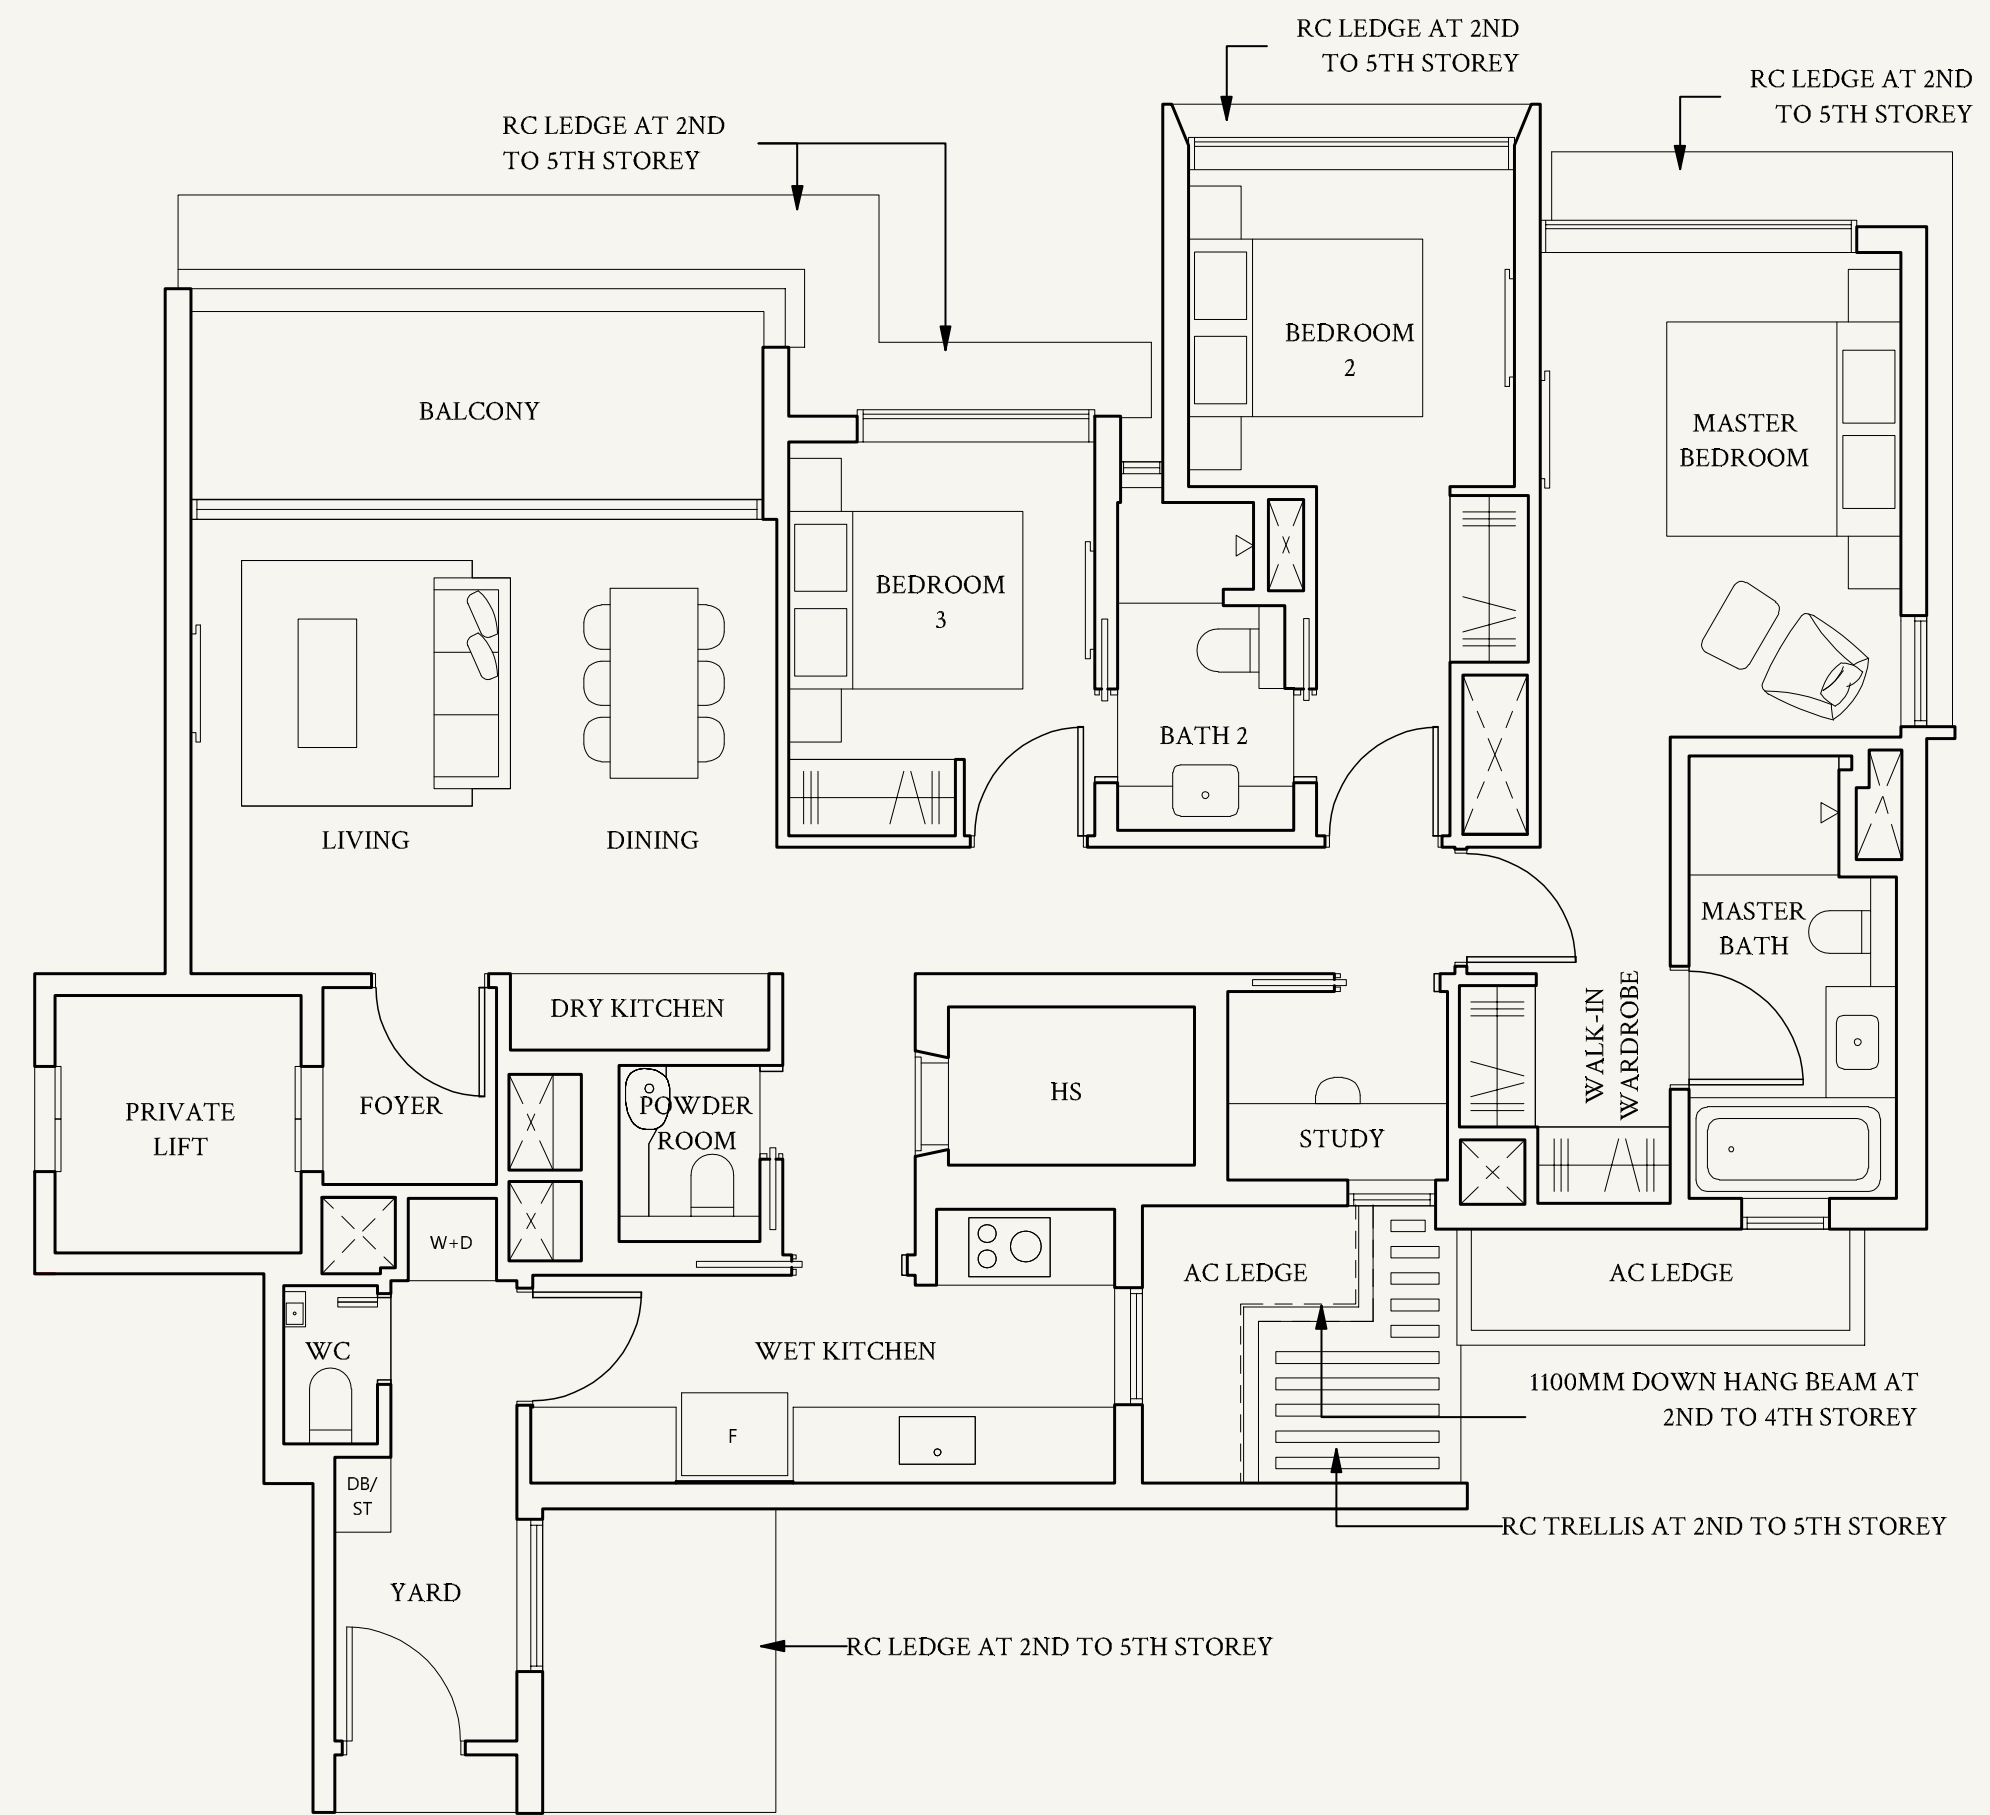 RC LEDGE AT 2ND
TO 5TH STOREY
RC LEDGE AT 2ND
TO 5TH STOREY
RC LEDGE AT 2ND
TO 5TH STOREY
BALCONY
BEDROOM
2
MASTER
BEDROOM
BEDROOM
3
BATH 2
LIVING
DINING
MASTER
BATH
WALK-IN
WARDROBE
DRY KITCHEN
PRIVATE
LIFT
FOYER
POWDER
ROOM
HS
STUDY
W+D
AC LEDGE
AC LEDGE
WC
WET KITCHEN
1100MM DOWN HANG BEAM AT
2ND TO 4TH STOREY
F
DB/
ST
RC TRELLIS AT 2ND TO 5TH STOREY
YARD
RC LEDGE AT 2ND TO 5TH STOREY